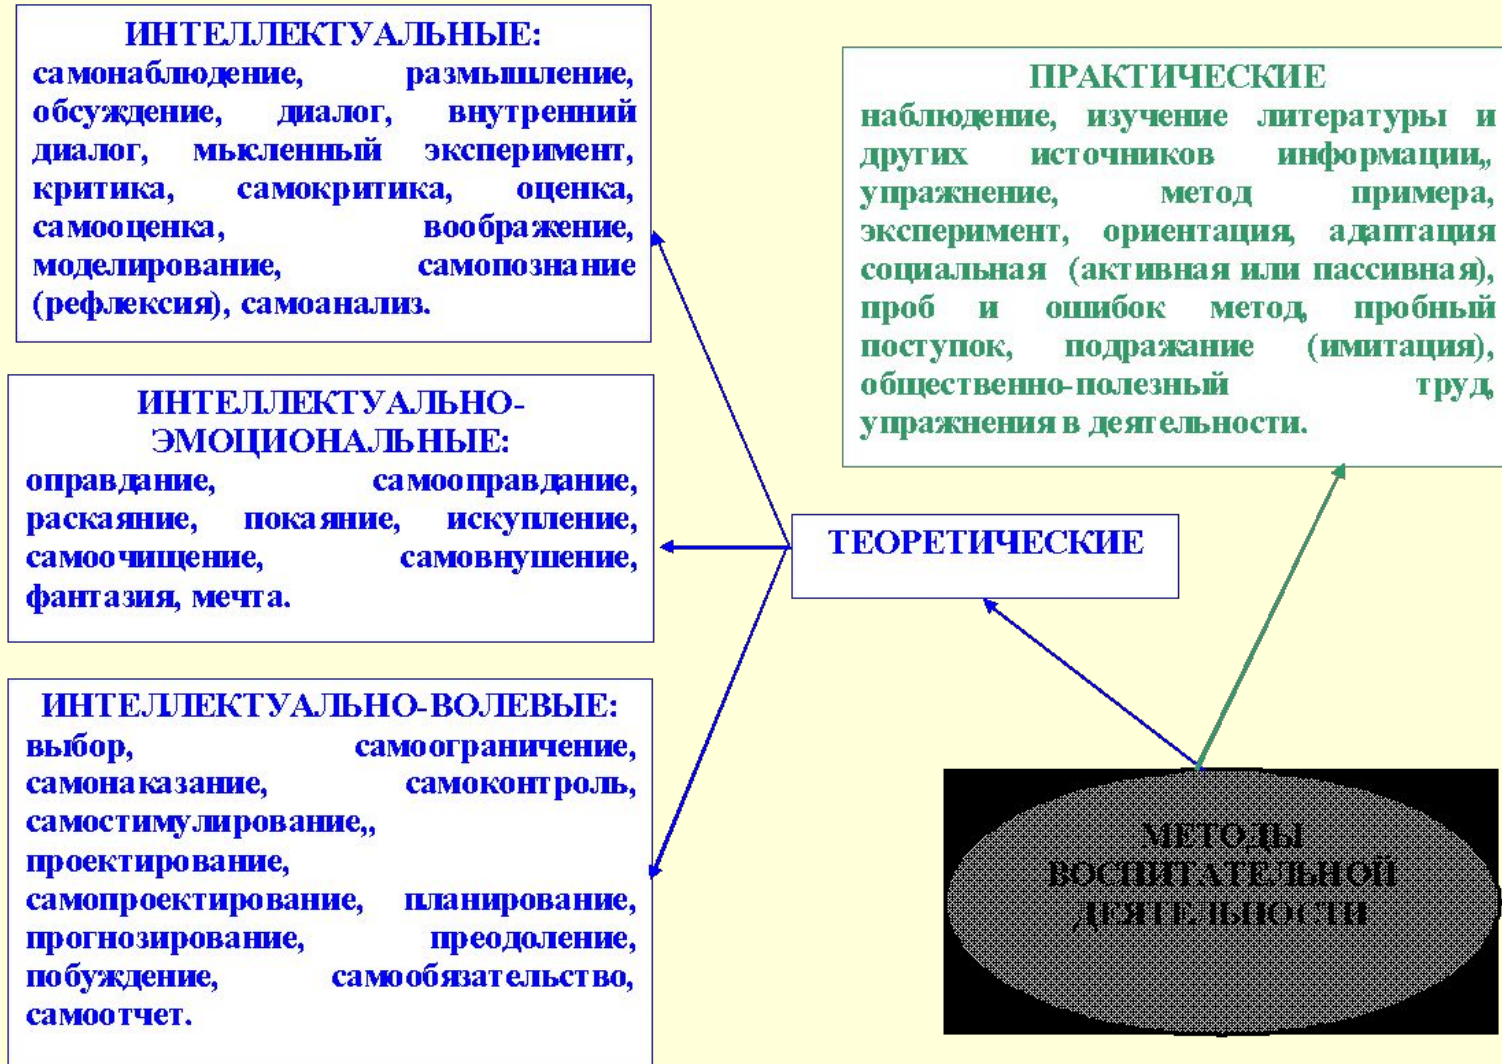 ИНТЕЛЛЕКТУАЛЬНЫЕ:
самонаблюдение, размышление,
обсуждение, диалог, внутренний
диалог, мысленный эксперимент,
критика, самокритика, оценка,
самооценка, воображение,
моделирование, самопознание
(рефлексия), самоанализ.
ИНТЕЛЛЕКТУАЛЬНО-
ЭМОЦИОНАЛЬНЫЕ:
оправдание, самооправдание,
раскаяние, покаяние, искупление,
самоочищение, самовнушение,
фантазия, мечта.
ИНТЕЛЛЕКТУАЛЬНО-ВОЛЕВЫЕ:
выбор, самоограничение,
самонаказание, самоконтроль,
самостимулирование,,
проектирование,
самопроектирование, планирование,
прогнозирование, преодоление,
побуждение, самообязательство,
самоотчет.
ТЕОРЕТИЧЕСКИЕ
ПРАКТИЧЕСКИЕ
наблюдение, изучение литературы и
других источников информации,,
упражнение, метод примера,
эксперимент, ориентация, адаптация
социальная (активная или пассивная),
проб и ошибок метод, пробный
поступок, подражание (имитация),
общественно-полезный труд,
упражнения в деятельности.
МЕТОДЫ
ВОСПИТАТЕЛЬНОЙ
ДЕЯТЕЛЬНОСТИ